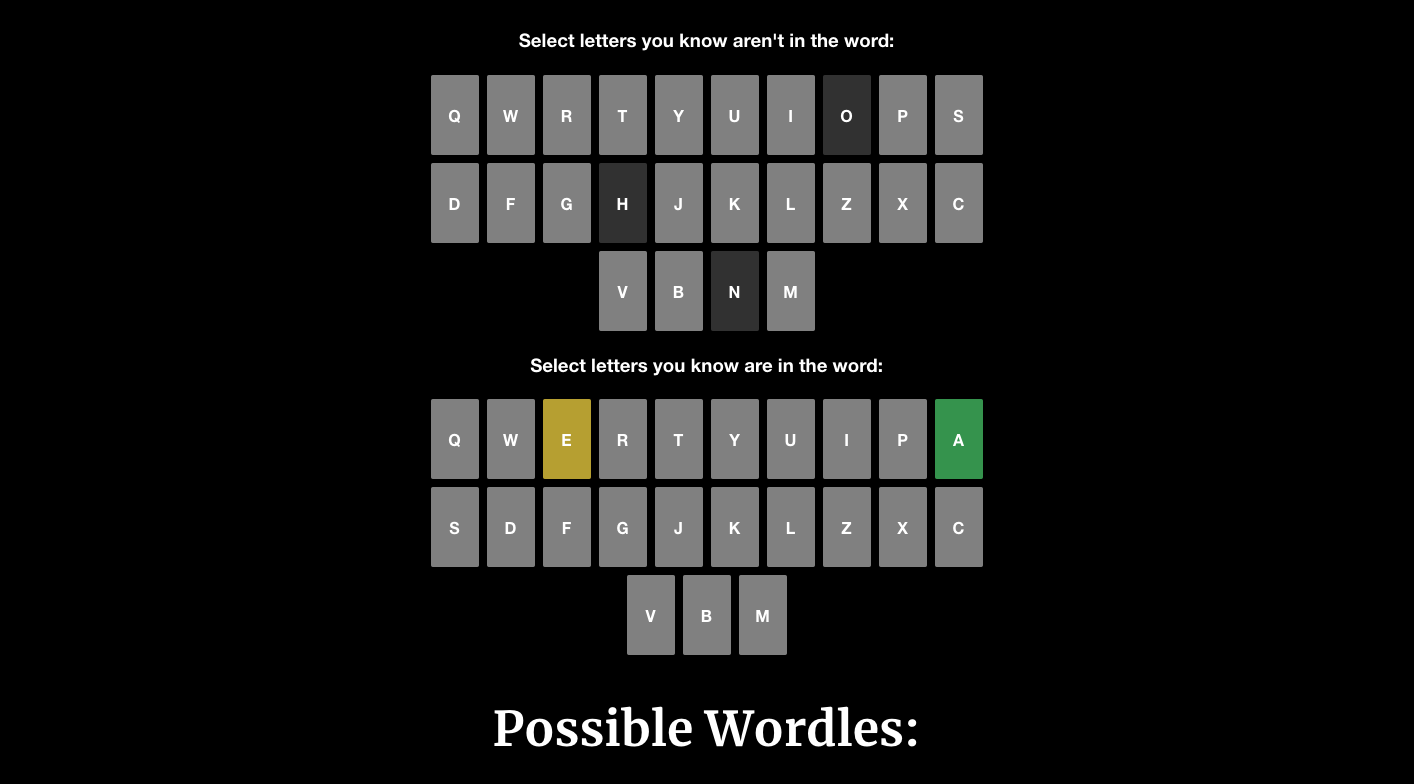 Select letters you know aren't in the word:
Q W R T Y U I O P S
D F G H J K L Z X C
V B N M
Select letters you know are in the word:
Q W E R T Y U I P A
S D F G J K L Z X C
V B M
Possible Wordles: